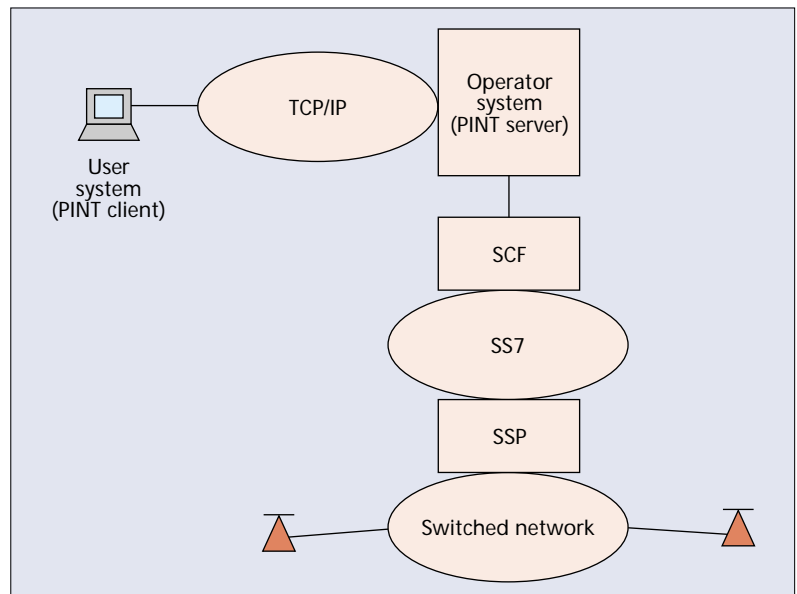 TCP/IP
Operator
system
(PINT server)
User
system
(PINT client)
SCF
SS7
SSP
Switched network